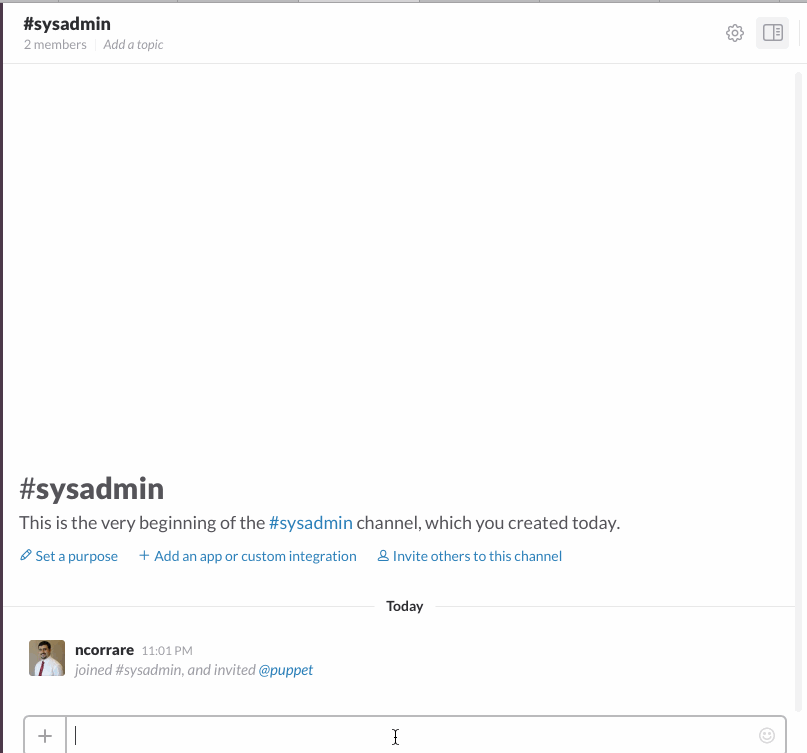 #sysadmin
2 members | Add a topic
#sysadmin
This is the very beginning of the #sysadmin channel, which you created today.
Set a purpose + Add an app or custom integration Invite others to this channel
Today
ncorrare 11:01 PM
joined #sysadmin, and invited @puppet
+